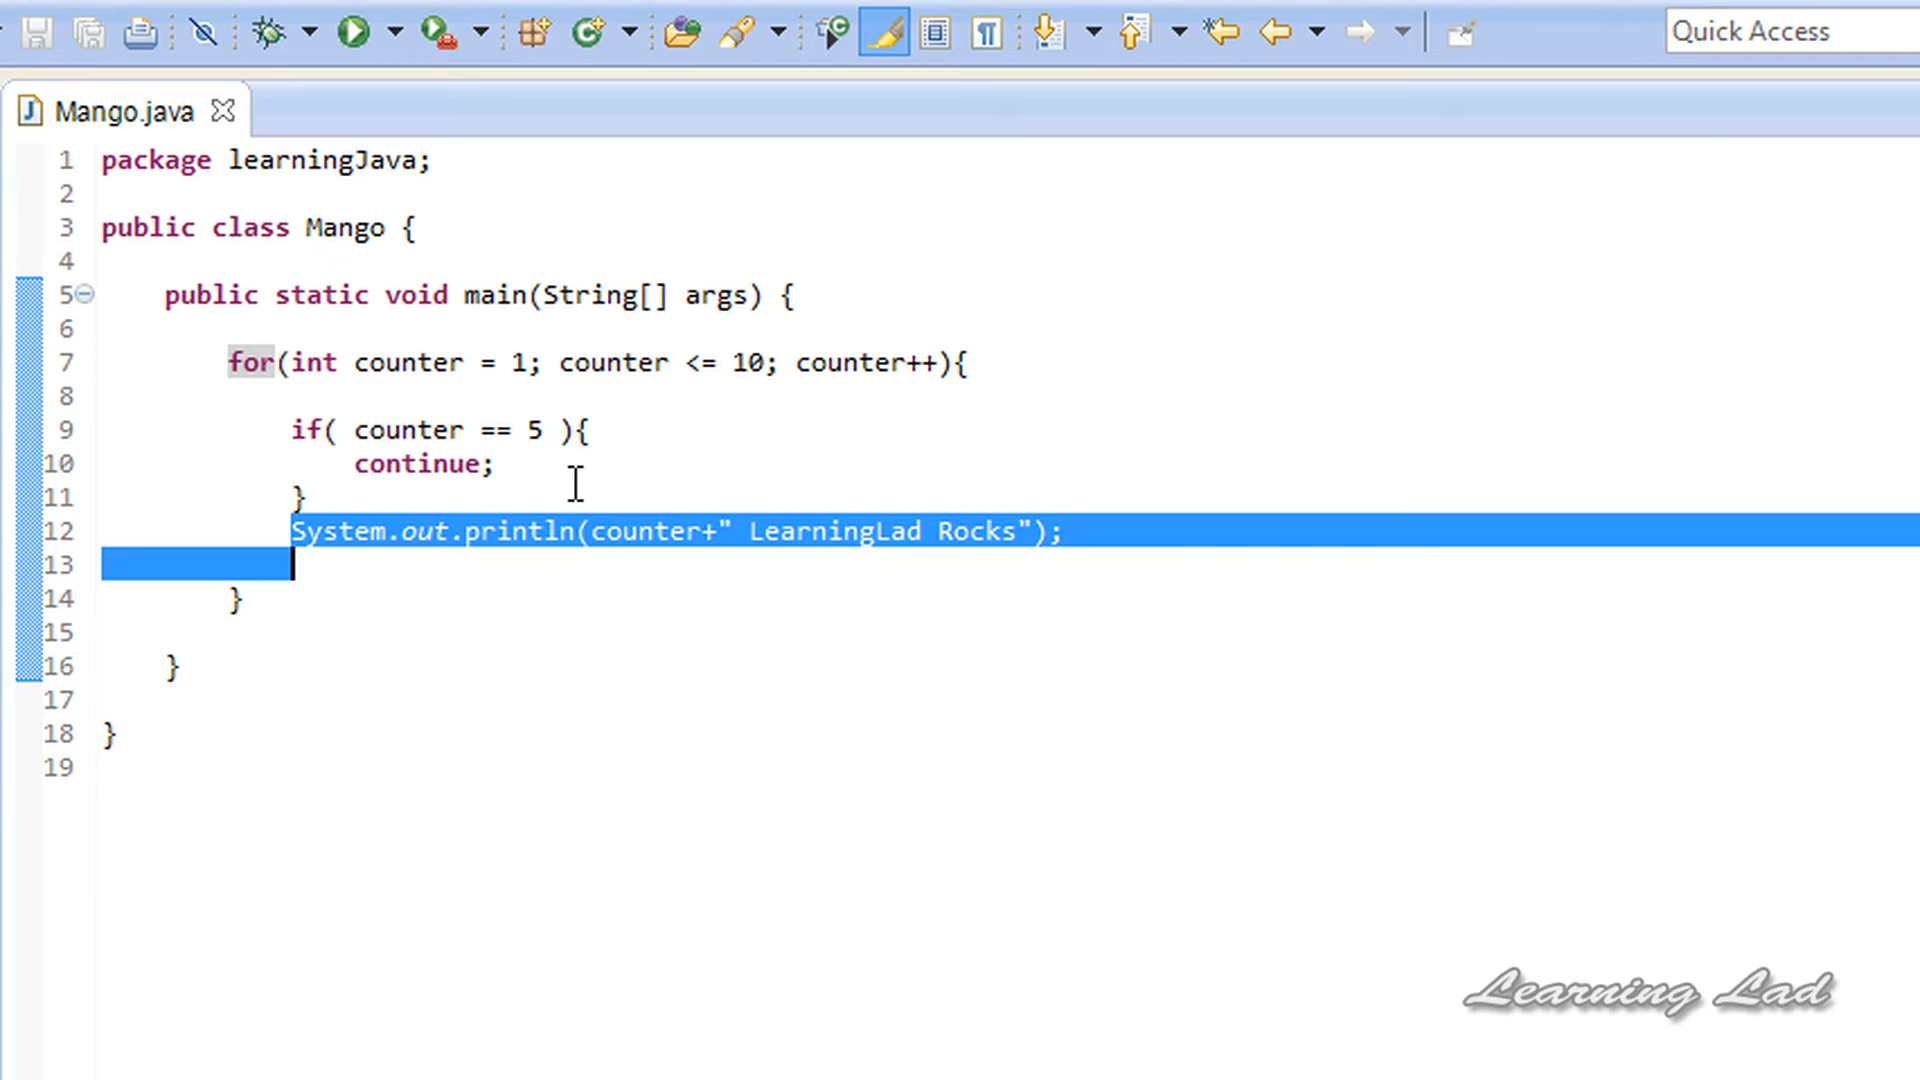 Quick Access
Mango.java
1 package learningJava;
2
3 public class Mango {
4
5 public static void main(String[] args) {
6
7 for(int counter = 1; counter <= 10; counter++){
8
9 if( counter == 5 ){
10 continue;
11 }
12 System.out.println(counter+" LearningLad Rocks");
13
14 }
15
16 }
17
18 }
19
Learning Lad